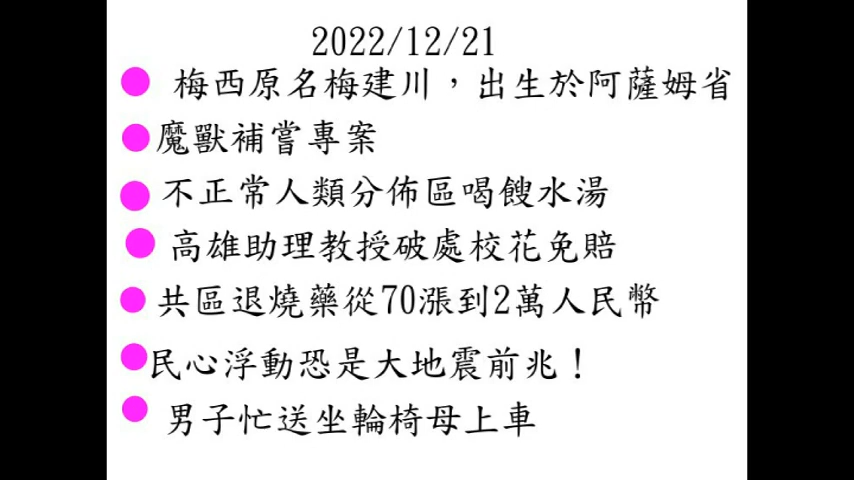 2022/12/21
梅西原名梅建川，出生於阿薩姆省
魔獸補嘗專案
不正常人類分佈區喝餿水湯
高雄助理教授破處校花免賠
共區退燒藥從70漲到2萬人民幣
民心浮動恐是大地震前兆！
男子忙送坐輪椅母上車